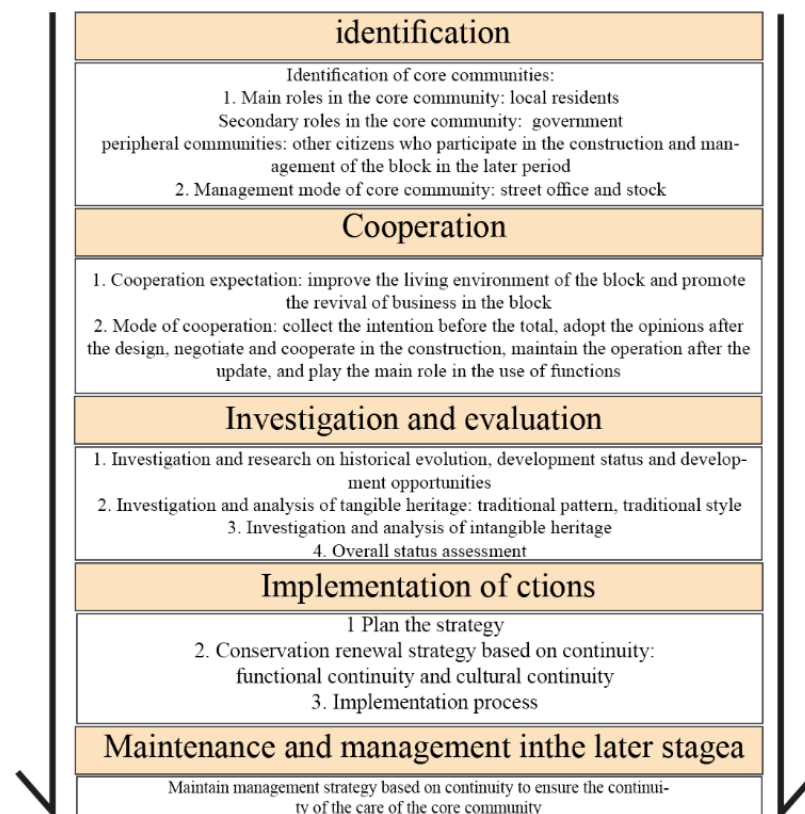 identification
Identification of core communities:
1. Main roles in the core community: local residents
Secondary roles in the core community: government
peripheral communities: other citizens who participate in the construction and man-
agement of the block in the later period
2. Management mode of core community: street office and stock
Cooperation
1. Cooperation expectation: improve the living environment of the block and promote
the revival of business in the block
2. Mode of cooperation: collect the intention before the total, adopt the opinions after
the design, negotiate and cooperate in the construction, maintain the operation after the
update, and play the main role in the use of functions
Investigation and evaluation
1. Investigation and research on historical evolution, development status and develop-
ment opportunities
2. Investigation and analysis of tangible heritage: traditional pattern, traditional style
3. Investigation and analysis of intangible heritage
4. Overall status assessment
Implementation of ctions
1 Plan the strategy
2. Conservation renewal strategy based on continuity:
functional continuity and cultural continuity
3. Implementation process
Maintenance and management inthe later stagea
Maintain management strategy based on continuity to ensure the continui-
ty of the care of the core community